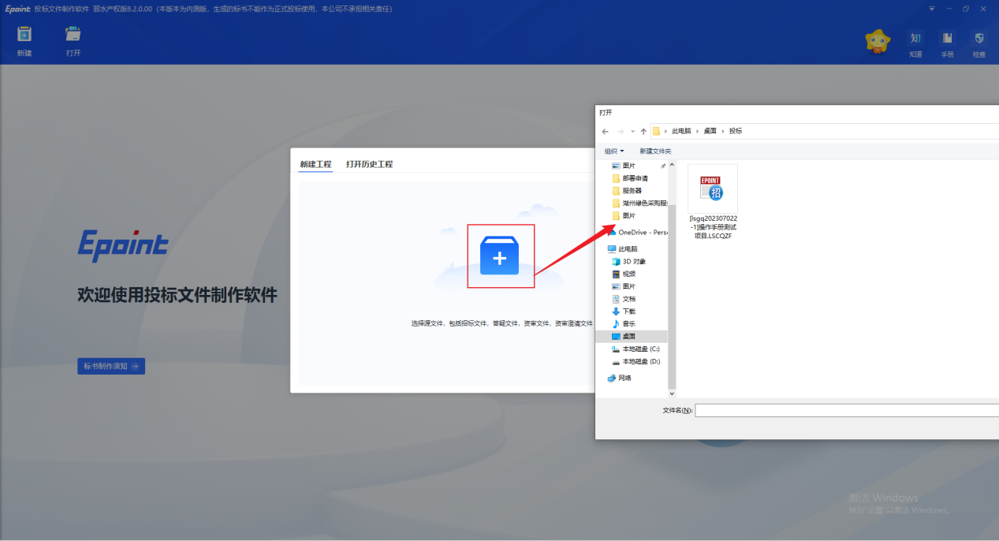 Epoint 投标文件制作软件 丽水产权版8.2.0.00（本版本为内测版，生成的标书不能作为正式投标使用，本公司不承担相关责任）
新建
打开
知
知道
手册
检查
Epoint
欢迎使用投标文件制作软件
标书制作须知
新建工程
打开历史工程
选择源文件，包括招标文件，答疑文件，资审文件，资审澄清文件
打开
此电脑 › 桌面 › 投标
组织
新建文件夹
图片
部署申请
服务器
湖州绿色采购服
图片
OneDrive - Pers
此电脑
3D 对象
视频
图片
文档
下载
音乐
桌面
本地磁盘 (C:)
本地磁盘 (D:)
网络
EPOINT
招
[lsgq202307022
-1]操作手册测试
项目.LSCQZF
文件名(N):
激活 Windows
转到"设置"以激活 Windows。